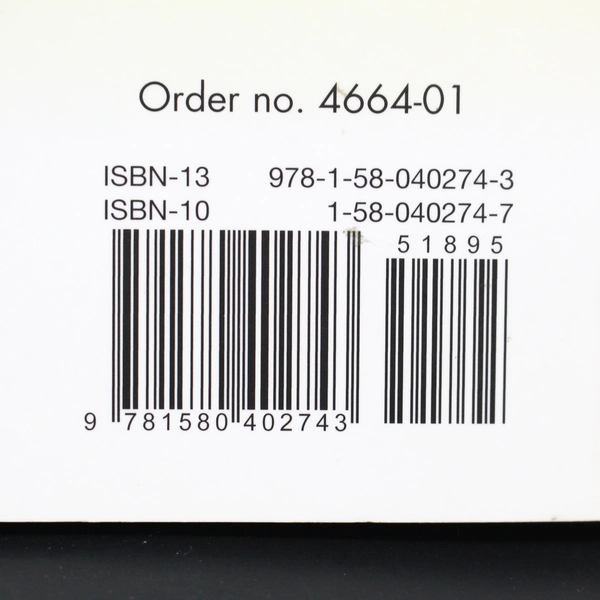 Order no. 4664-01
ISBN-13 978-1-58-040274-3
ISBN-10 1-58-040274-7
51895
9 781580 402743